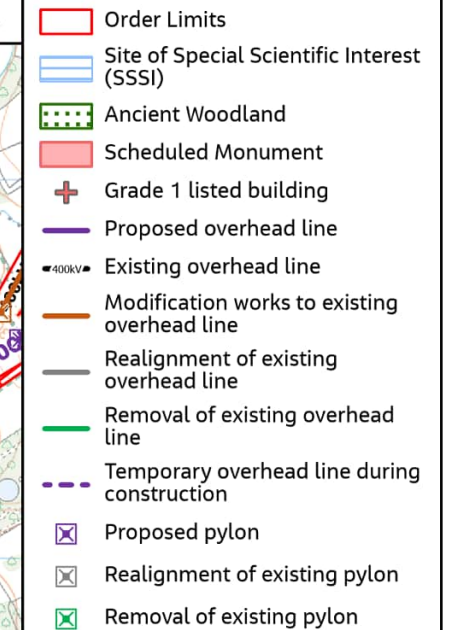 Order Limits
Site of Special Scientific Interest
(SSSI)
Ancient Woodland
Scheduled Monument
Grade 1 listed building
Proposed overhead line
400kV
Existing overhead line
Modification works to existing
overhead line
Realignment of existing
overhead line
Removal of existing overhead
line
Temporary overhead line during
construction
Proposed pylon
Realignment of existing pylon
Removal of existing pylon